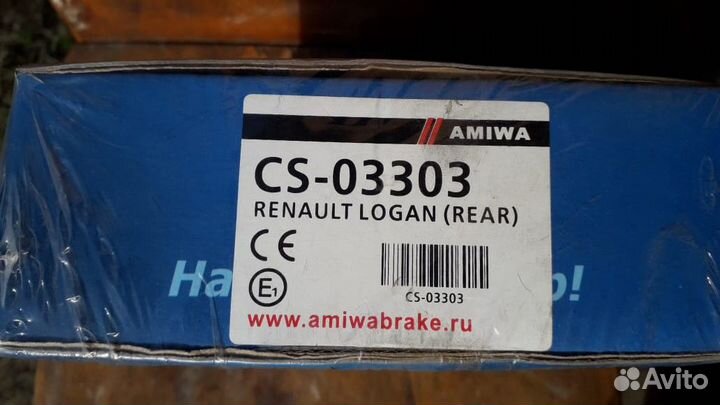 AMIWA
CS-03303
RENAULT LOGAN (REAR)
CE
E1
CS-03303
www.amiwabrake.ru
Avito